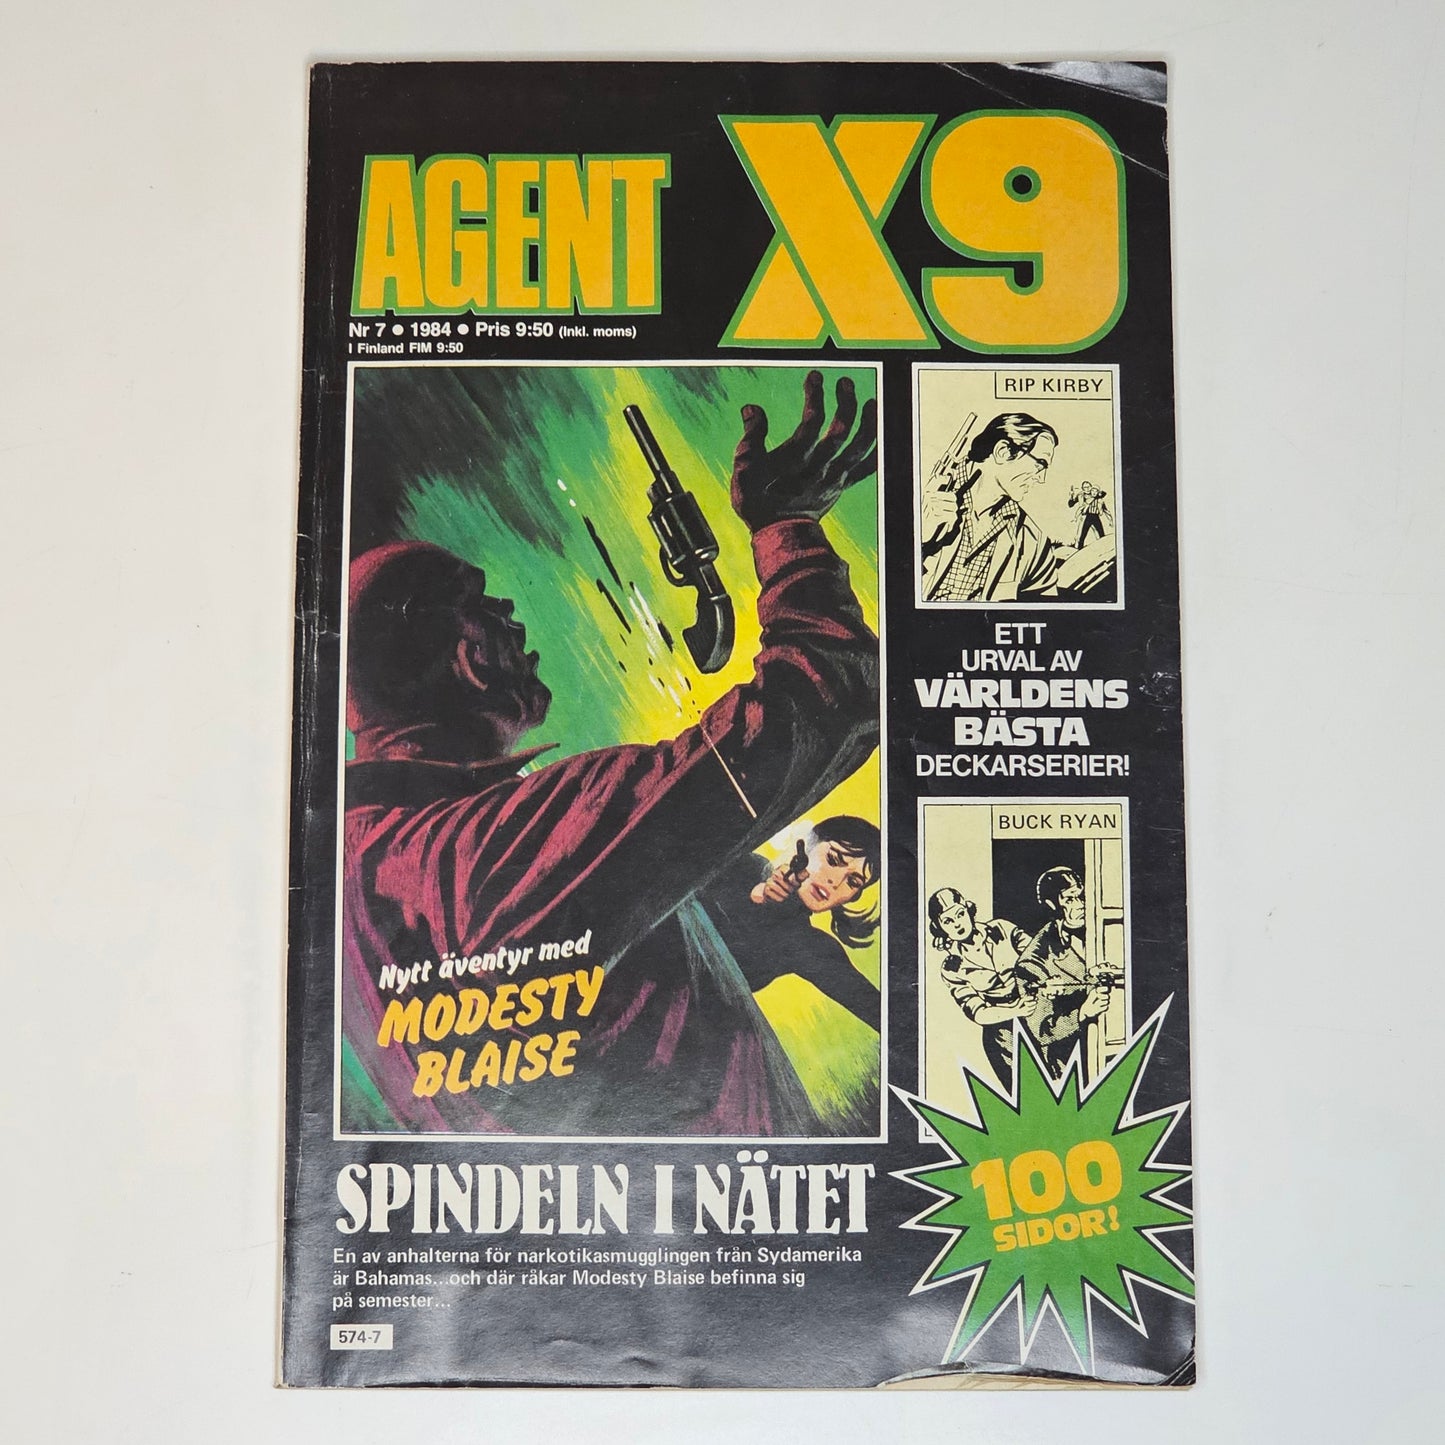 AGENT X9
Nr 7 ● 1984 ● Pris 9:50 (Inkl. moms)
I Finland FIM 9:50
RIP KIRBY
ETT
URVAL AV
VÄRLDENS
BÄSTA
DECKARSERIER!
BUCK RYAN
Nytt äventyr med
MODESTY
BLAISE
100
SIDOR!
SPINDELN I NÄTET
En av anhalterna för narkotikasmugglingen från Sydamerika
är Bahamas...och där råkar Modesty Blaise befinna sig
på semester...
574-7